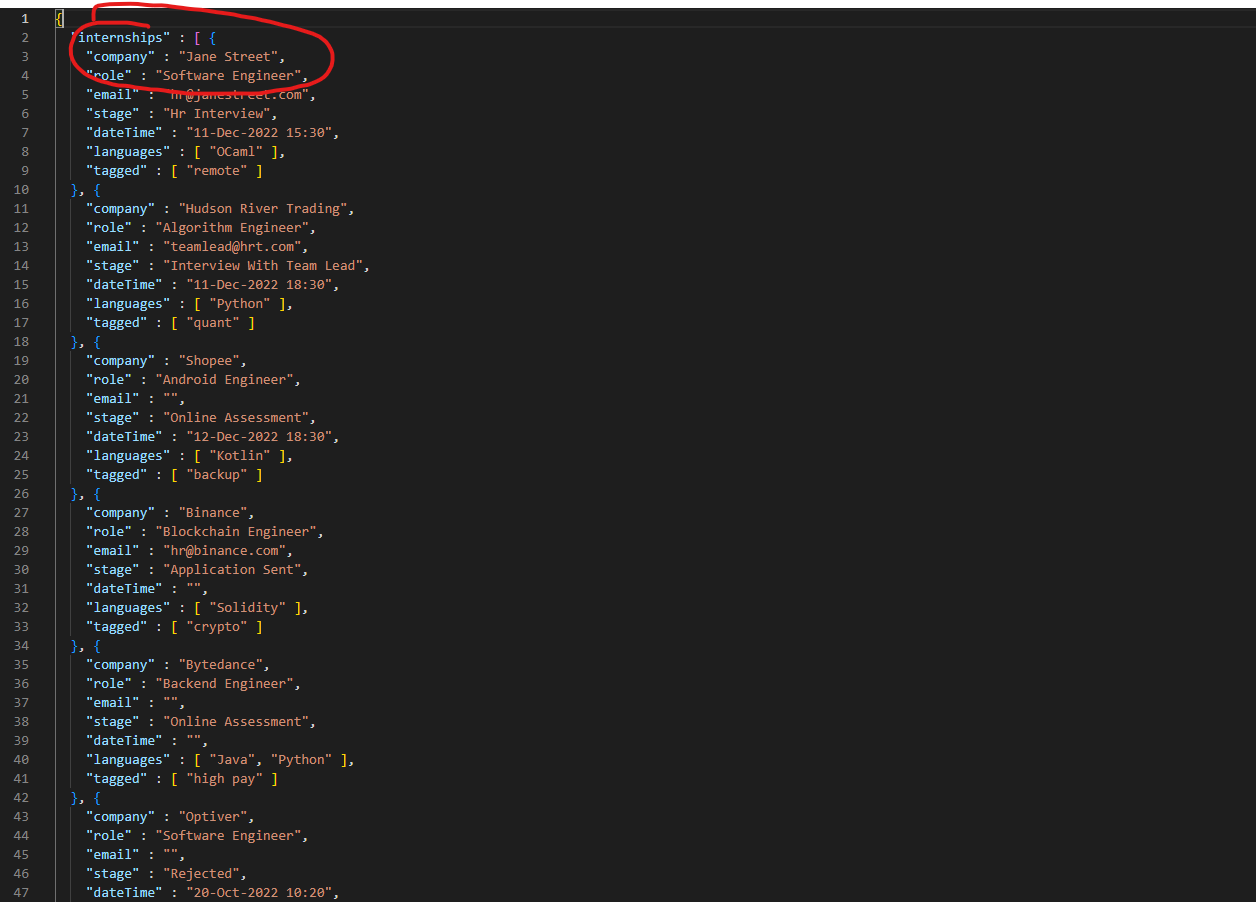 1 {
2 "internships" : [ {
3 "company" : "Jane Street",
4 "role" : "Software Engineer",
5 "email" : "hr@janestreet.com",
6 "stage" : "Hr Interview",
7 "dateTime" : "11-Dec-2022 15:30",
8 "languages" : [ "OCaml" ],
9 "tagged" : [ "remote" ]
10 }, {
11 "company" : "Hudson River Trading",
12 "role" : "Algorithm Engineer",
13 "email" : "teamlead@hrt.com",
14 "stage" : "Interview With Team Lead",
15 "dateTime" : "11-Dec-2022 18:30",
16 "languages" : [ "Python" ],
17 "tagged" : [ "quant" ]
18 }, {
19 "company" : "Shopee",
20 "role" : "Android Engineer",
21 "email" : "",
22 "stage" : "Online Assessment",
23 "dateTime" : "12-Dec-2022 18:30",
24 "languages" : [ "Kotlin" ],
25 "tagged" : [ "backup" ]
26 }, {
27 "company" : "Binance",
28 "role" : "Blockchain Engineer",
29 "email" : "hr@binance.com",
30 "stage" : "Application Sent",
31 "dateTime" : "",
32 "languages" : [ "Solidity" ],
33 "tagged" : [ "crypto" ]
34 }, {
35 "company" : "Bytedance",
36 "role" : "Backend Engineer",
37 "email" : "",
38 "stage" : "Online Assessment",
39 "dateTime" : "",
40 "languages" : [ "Java", "Python" ],
41 "tagged" : [ "high pay" ]
42 }, {
43 "company" : "Optiver",
44 "role" : "Software Engineer",
45 "email" : "",
46 "stage" : "Rejected",
47 "dateTime" : "20-Oct-2022 10:20",